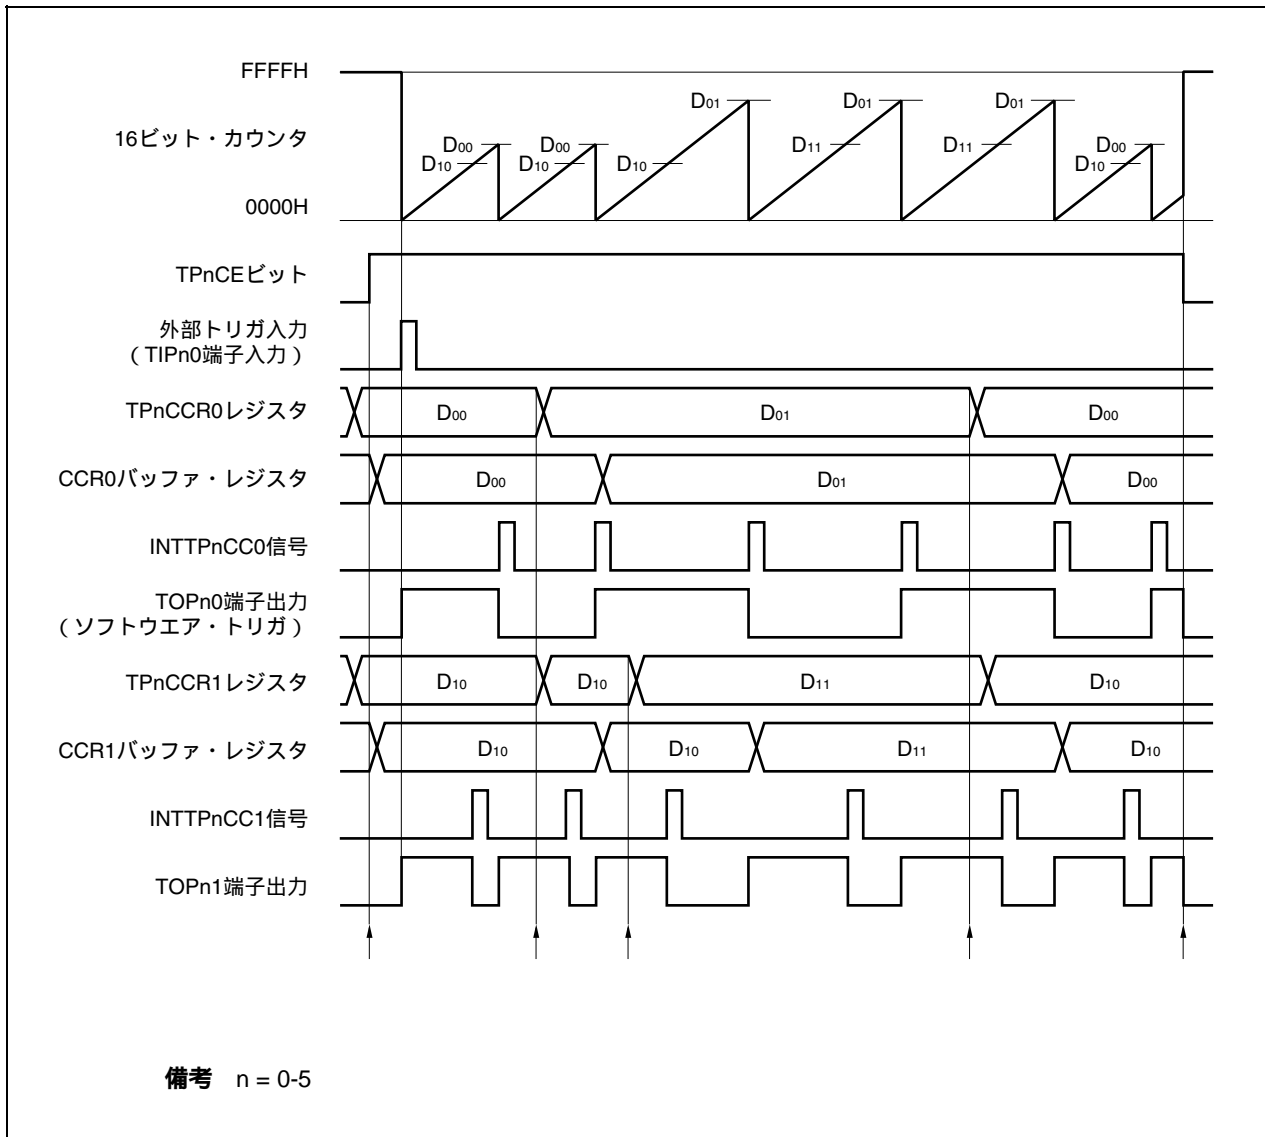 FFFFH
D01 D01 D01
16ビット・カウンタ
D00 D00 D11 D11 D00
D10 D10 D10 D10
0000H
TPnCEビット
外部トリガ入力
（TIPn0端子入力）
TPnCCR0レジスタ D00 D01 D00
CCR0バッファ・レジスタ D00 D01 D00
INTTPnCC0信号
TOPn0端子出力
（ソフトウエア・トリガ）
TPnCCR1レジスタ D10 D10 D11 D10
CCR1バッファ・レジスタ D10 D10 D11 D10
INTTPnCC1信号
TOPn1端子出力
備考 n = 0-5